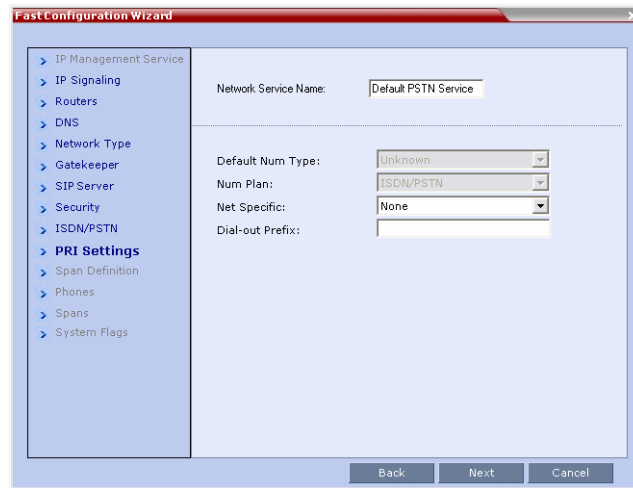 Fast Configuration Wizard
IP Management Service
IP Signaling
Routers
DNS
Network Type
Gatekeeper
SIP Server
Security
ISDN/PSTN
PRI Settings
Span Definition
Phones
Spans
System Flags
Network Service Name: Default PSTN Service
Default Num Type: Unknown
Num Plan: ISDN/PSTN
Net Specific: None
Dial-out Prefix:
Back Next Cancel